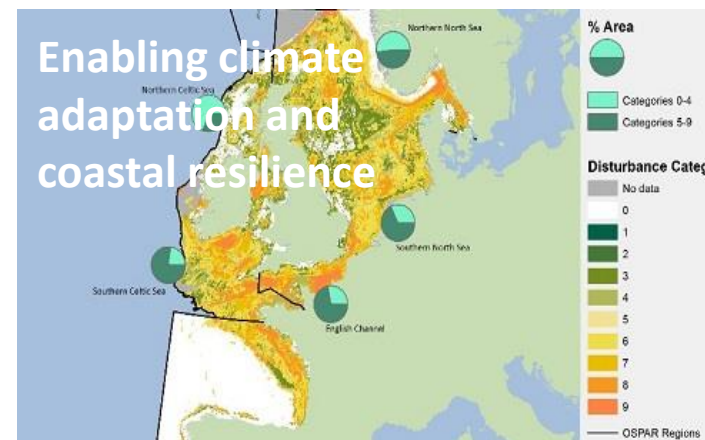 Enabling climate
adaptation and
coastal resilience
Northern North Sea
Northern Celtic Sea
Southern North Sea
Southern Celtic Sea
English Channel
% Area
Categories 0-4
Categories 5-9
Disturbance Categ
No data
0
1
2
3
4
5
6
7
8
9
OSPAR Regions